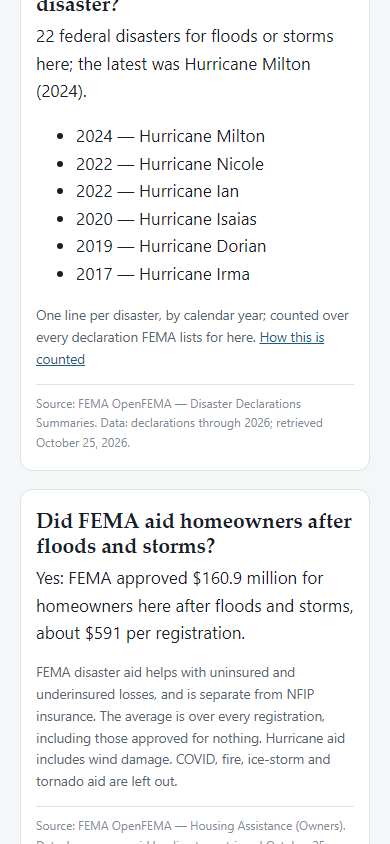 disaster?
22 federal disasters for floods or storms
here; the latest was Hurricane Milton
(2024).
• 2024 — Hurricane Milton
• 2022 — Hurricane Nicole
• 2022 — Hurricane Ian
• 2020 — Hurricane Isaias
• 2019 — Hurricane Dorian
• 2017 — Hurricane Irma
One line per disaster, by calendar year; counted over
every declaration FEMA lists for here. How this is
counted
Source: FEMA OpenFEMA — Disaster Declarations
Summaries. Data: declarations through 2026; retrieved
October 25, 2026.
Did FEMA aid homeowners after
floods and storms?
Yes: FEMA approved $160.9 million for
homeowners here after floods and storms,
about $591 per registration.
FEMA disaster aid helps with uninsured and
underinsured losses, and is separate from NFIP
insurance. The average is over every registration,
including those approved for nothing. Hurricane aid
includes wind damage. COVID, fire, ice-storm and
tornado aid are left out.
Source: FEMA OpenFEMA — Housing Assistance (Owners).